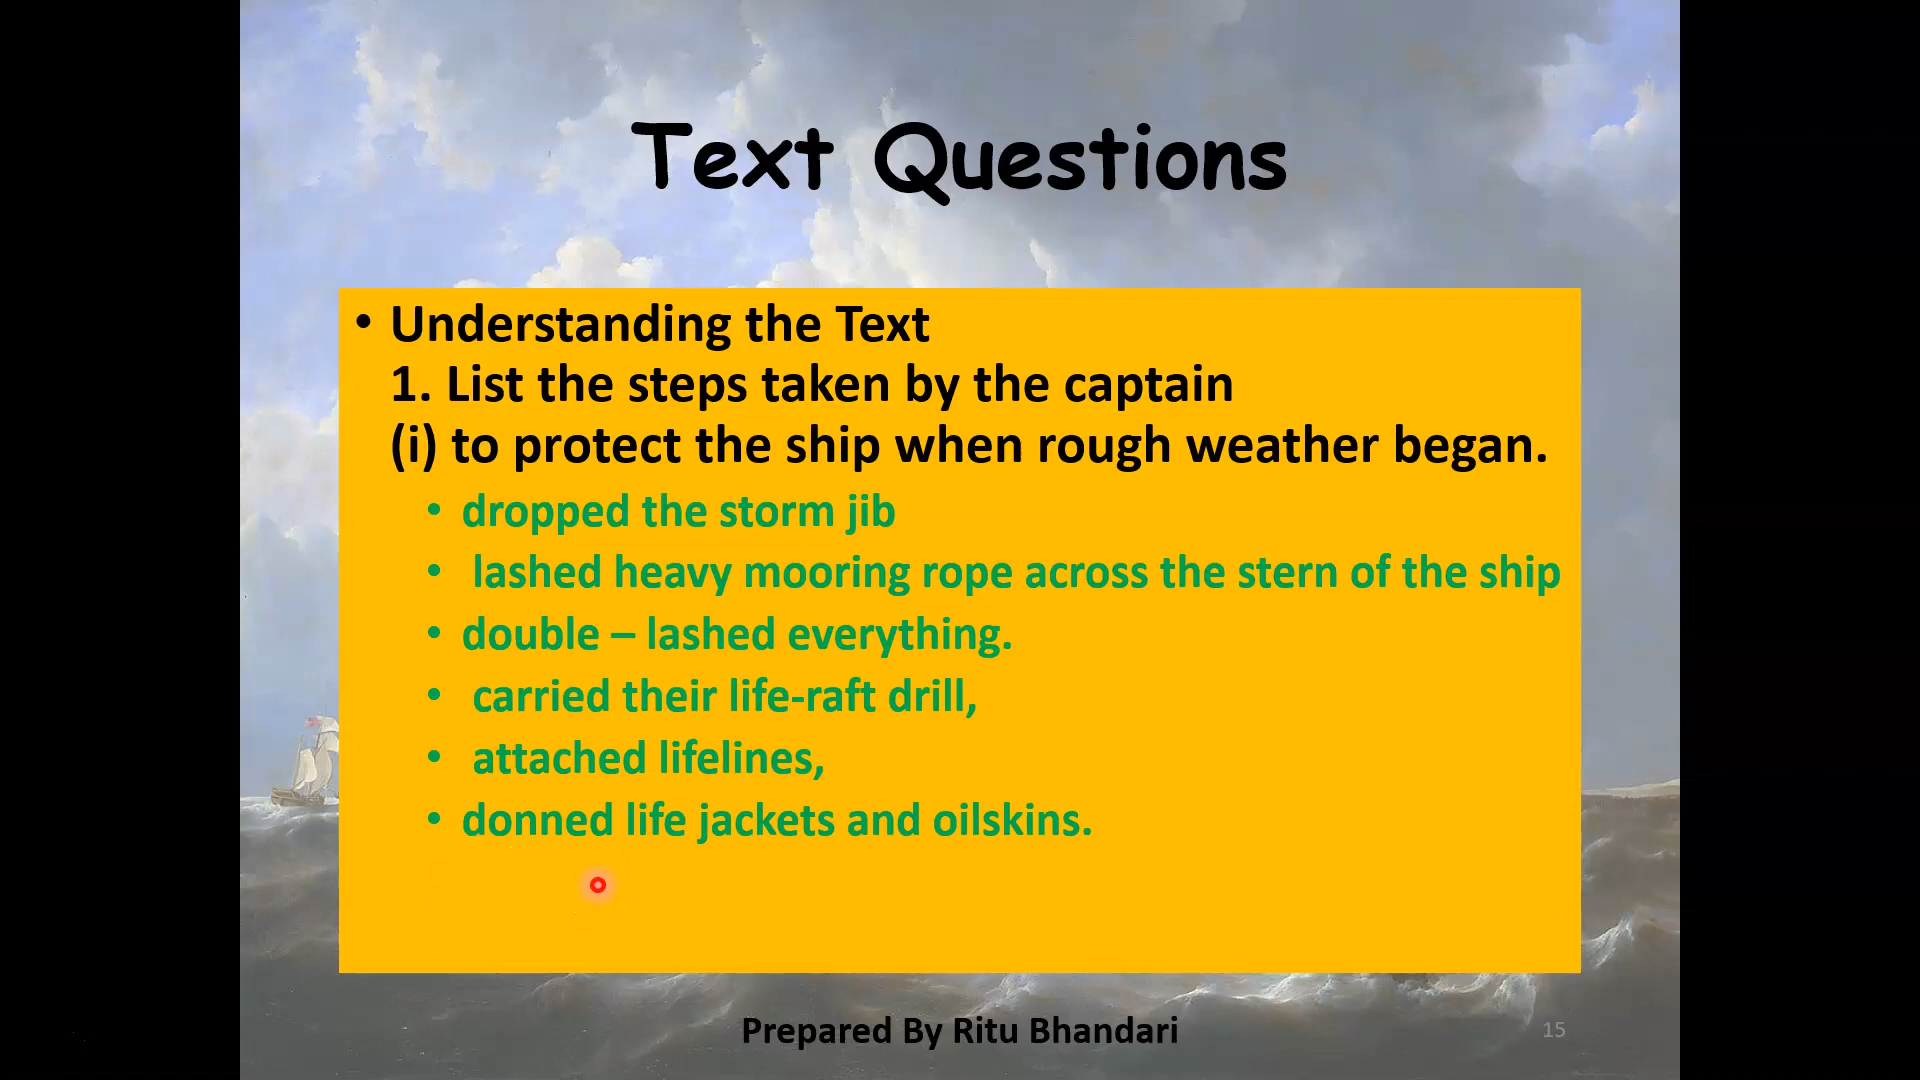 Text Questions
• Understanding the Text
1. List the steps taken by the captain
(i) to protect the ship when rough weather began.
• dropped the storm jib
• lashed heavy mooring rope across the stern of the ship
• double – lashed everything.
• carried their life-raft drill,
• attached lifelines,
• donned life jackets and oilskins.
Prepared By Ritu Bhandari
15